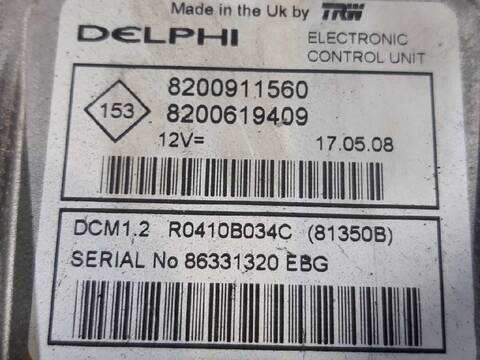 Made in the Uk by TRW
DELPHI
ELECTRONIC
CONTROL UNIT
153
8200911560
8200619409
12V=
17.05.08
DCM1.2 R0410B034C (81350B)
SERIAL No 86331320 EBG